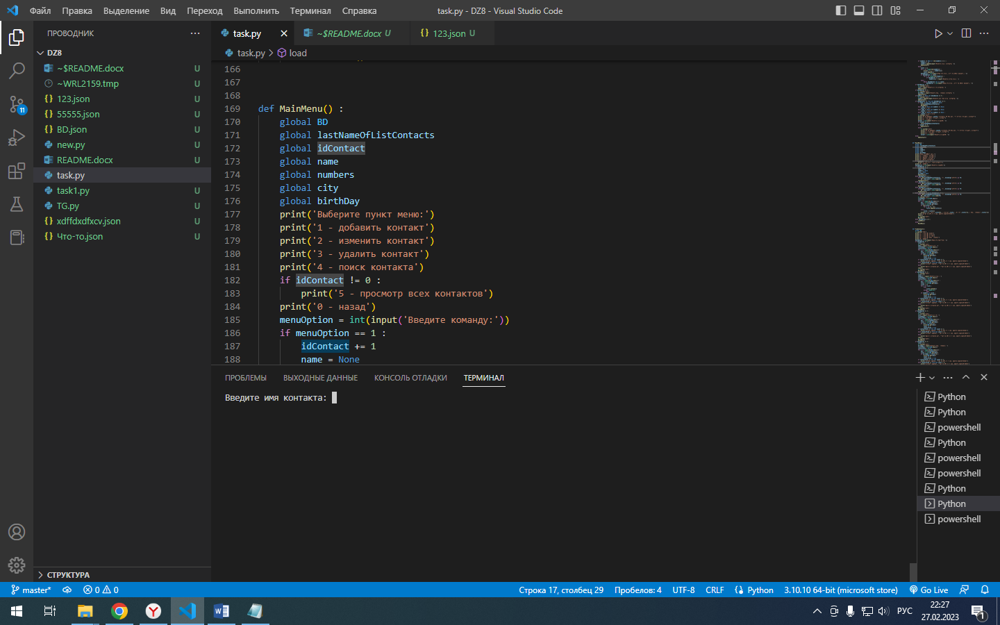 Файл Правка Выделение Вид Переход Выполнить Терминал Справка task.py - DZ8 - Visual Studio Code
ПРОВОДНИК
DZ8
~$README.docx U
~WRL2159.tmp U
123.json U
55555.json U
BD.json U
new.py U
README.docx U
task.py
task1.py U
TG.py U
xdffdxdfxcv.json U
Что-то.json U
СТРУКТУРА
11
task.py ~$README.docx U 123.json U
task.py > load
166
167
168
169 def MainMenu() :
170 global BD
171 global lastNameOfListContacts
172 global idContact
173 global name
174 global numbers
175 global city
176 global birthDay
177 print('Выберите пункт меню:')
178 print('1 - добавить контакт')
179 print('2 - изменить контакт')
180 print('3 - удалить контакт')
181 print('4 - поиск контакта')
182 if idContact != 0 :
183 print('5 - просмотр всех контактов')
184 print('0 - назад')
185 menuOption = int(input('Введите команду:'))
186 if menuOption == 1 :
187 idContact += 1
188 name = None
ПРОБЛЕМЫ ВЫХОДНЫЕ ДАННЫЕ КОНСОЛЬ ОТЛАДКИ ТЕРМИНАЛ
Введите имя контакта:
Python
Python
powershell
Python
powershell
powershell
Python
Python
powershell
master* 0 0 Строка 17, столбец 29 Пробелов: 4 UTF-8 CRLF Python 3.10.10 64-bit (microsoft store) Go Live
РУС 22:27
27.02.2023
1